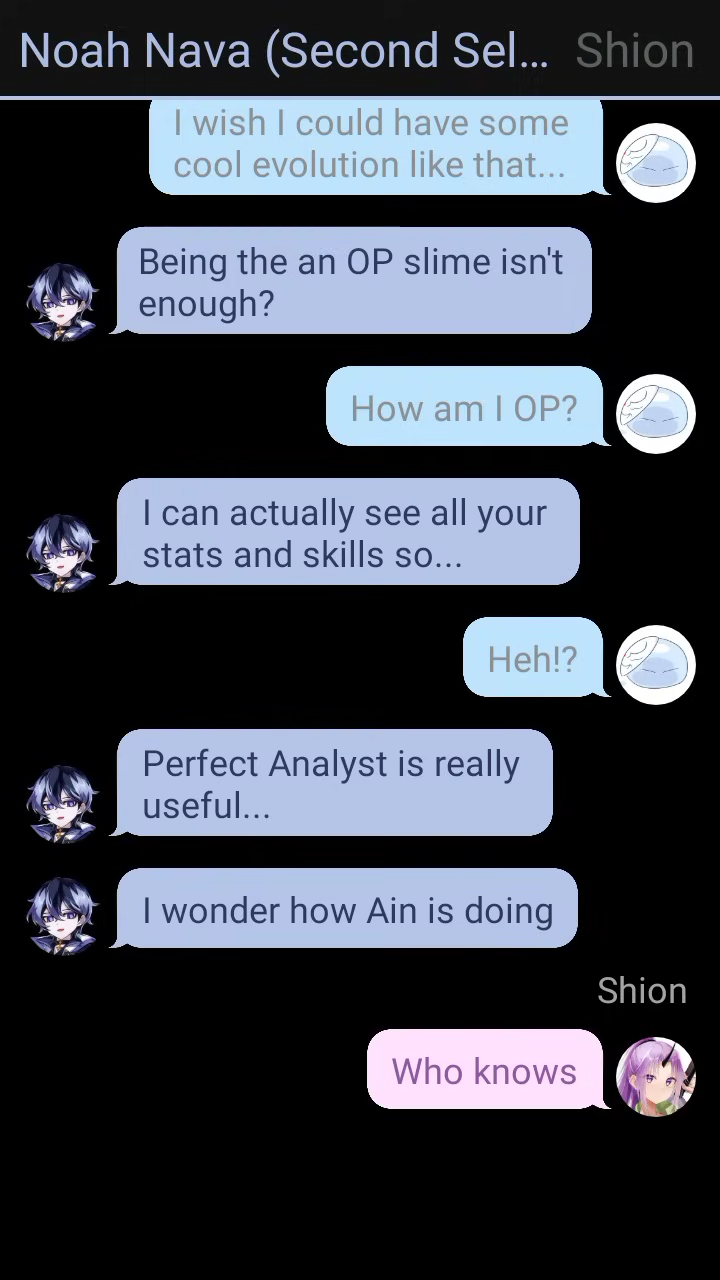 Noah Nava (Second Sel... Shion
I wish I could have some
cool evolution like that...
Being the an OP slime isn't
enough?
How am I OP?
I can actually see all your
stats and skills so...
Heh!?
Perfect Analyst is really
useful...
I wonder how Ain is doing
Shion
Who knows